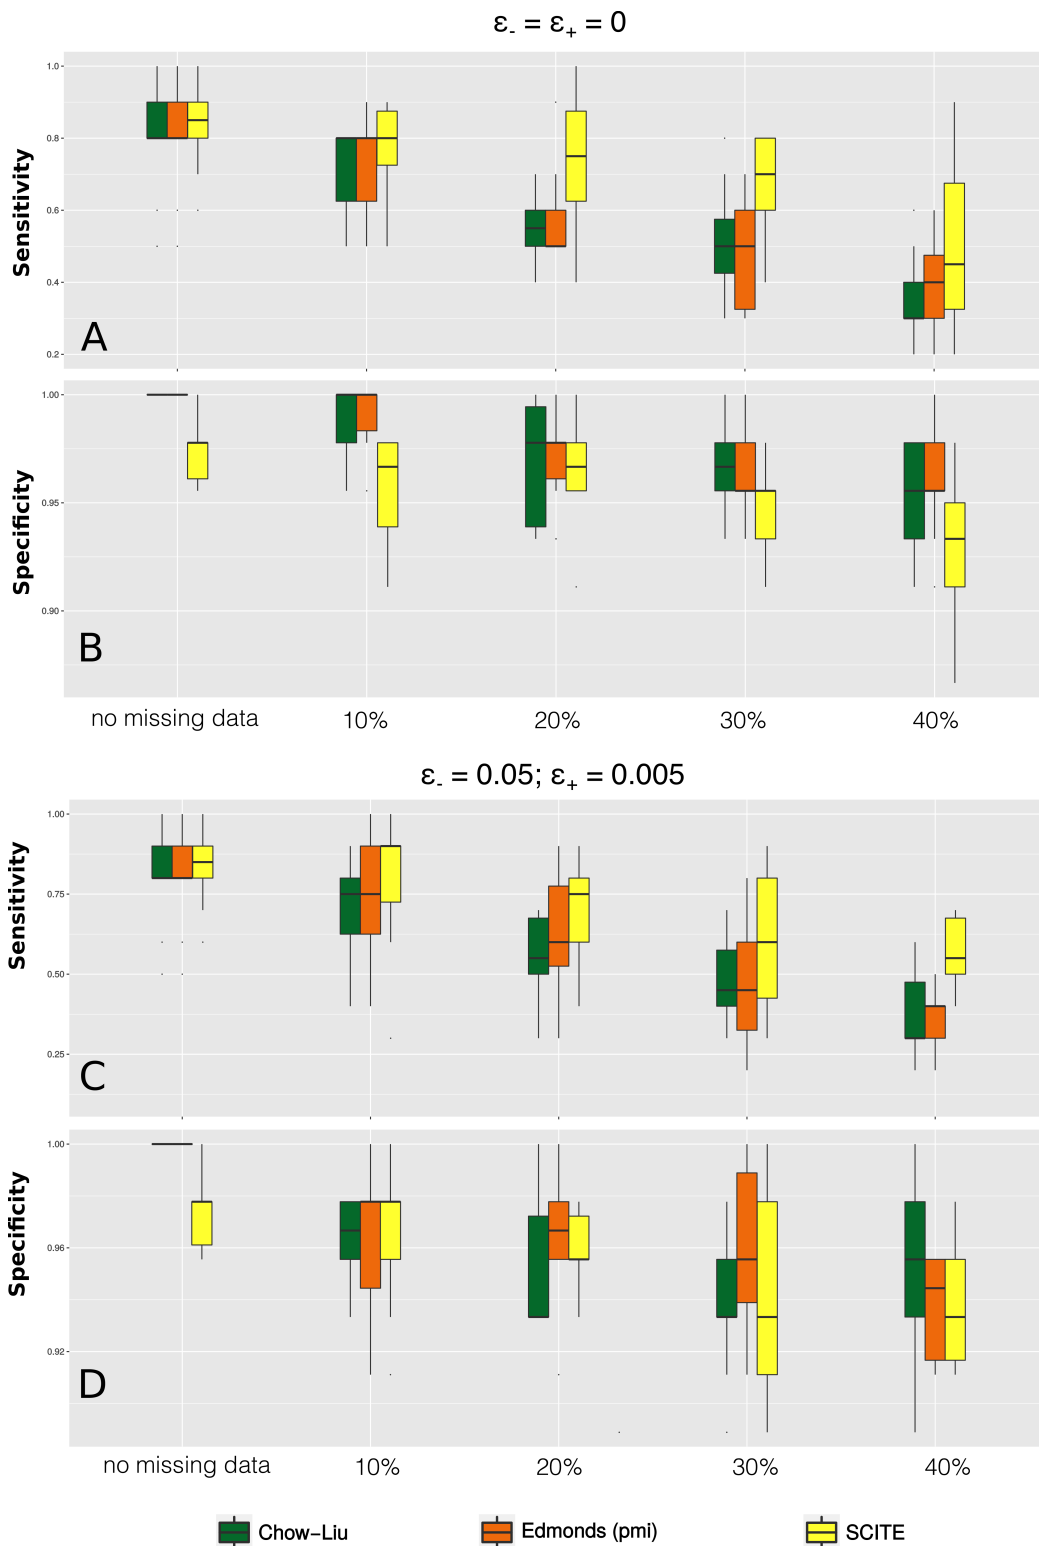 ε- = ε+ = 0
Sensitivity
1.0
0.8
0.6
0.4
0.2
A
Specificity
1.00
0.95
0.90
B
no missing data 10% 20% 30% 40%
ε- = 0.05; ε+ = 0.005
Sensitivity
1.00
0.75
0.50
0.25
C
Specificity
1.00
0.96
0.92
D
no missing data 10% 20% 30% 40%
Chow–Liu Edmonds (pmi) SCITE